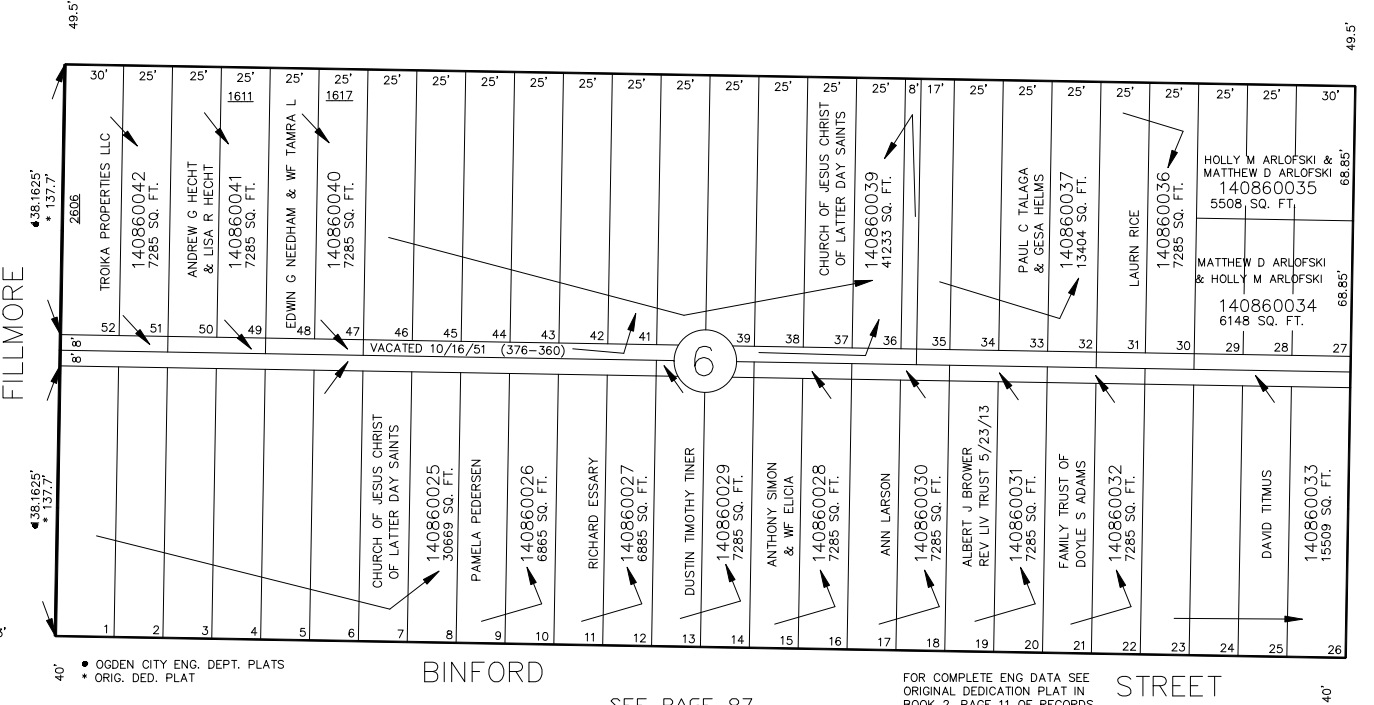 49.5'
49.5'
30' 25' 25' 25' 25' 25' 25' 25' 25' 25' 25' 25' 25' 25' 25' 25' 25' 8' 17' 25' 25' 25' 25' 25' 25' 25' 30'
1611
1617
2606
138.1625'
* 137.7'
TROIKA PROPERTIES LLC
140860042
7285 SQ. FT.
ANDREW G HECHT
& LISA R HECHT
140860041
7285 SQ. FT.
EDWIN G NEEDHAM & WF TAMRA L
140860040
7285 SQ. FT.
CHURCH OF JESUS CHRIST
OF LATTER DAY SAINTS
140860039
41233 SQ. FT.
PAUL C TALAGA
& GESA HELMS
140860037
13404 SQ. FT.
LAURN RICE
140860036
7285 SQ. FT.
HOLLY M ARLOFSKI &
MATTHEW D ARLOFSKI
140860035
5508 SQ. FT.
68.85'
MATTHEW D ARLOFSKI
& HOLLY M ARLOFSKI
140860034
6148 SQ. FT.
68.85'
FILLMORE
52 51 50 49 48 47 46 45 44 43 42 41 39 38 37 36 35 34 33 32 31 30 29 28 27
8'
8'
VACATED 10/16/51 (376-360)
6
138.1625'
* 137.7'
CHURCH OF JESUS CHRIST
OF LATTER DAY SAINTS
140860025
30669 SQ. FT.
PAMELA PEDERSEN
140860026
6865 SQ. FT.
RICHARD ESSARY
140860027
6885 SQ. FT.
DUSTIN TIMOTHY TINER
140860029
7285 SQ. FT.
ANTHONY SIMON
& WF ELICIA
140860028
7285 SQ. FT.
ANN LARSON
140860030
7285 SQ. FT.
ALBERT J BROWER
REV LIV TRUST 5/23/13
140860031
7285 SQ. FT.
FAMILY TRUST OF
DOYLE S ADAMS
140860032
7285 SQ. FT.
DAVID TITMUS
140860033
15509 SQ. FT.
1 2 3 4 5 6 7 8 9 10 11 12 13 14 15 16 17 18 19 20 21 22 23 24 25 26
40'
● OGDEN CITY ENG. DEPT. PLATS
* ORIG. DED. PLAT
BINFORD
STREET
SEE PAGE 87
FOR COMPLETE ENG DATA SEE
ORIGINAL DEDICATION PLAT IN
BOOK 2, PAGE 11 OF RECORDS
40'